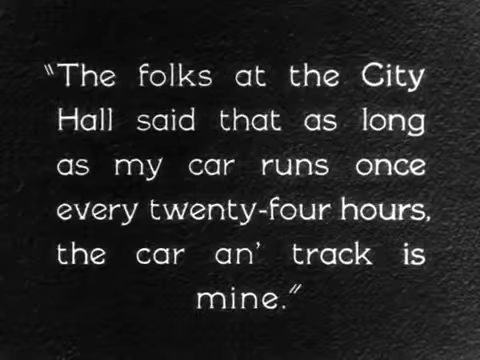 "The folks at the City
Hall said that as long
as my car runs once
every twenty-four hours,
the car an' track is
mine."